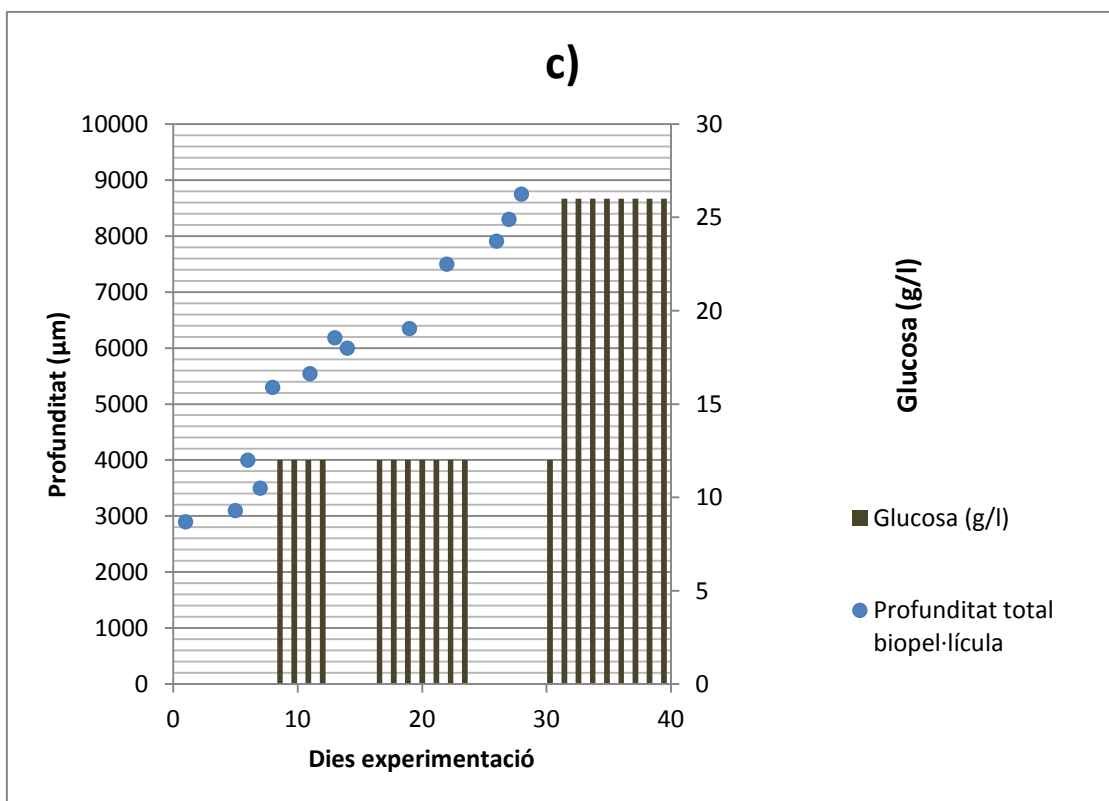 c)
10000
9000
8000
7000
6000
5000
4000
3000
2000
1000
0
Profunditat (µm)
30
25
20
15
10
5
0
Glucosa (g/l)
0 10 20 30 40
Dies experimentació
Glucosa (g/l)
Profunditat total
biopel·lícula